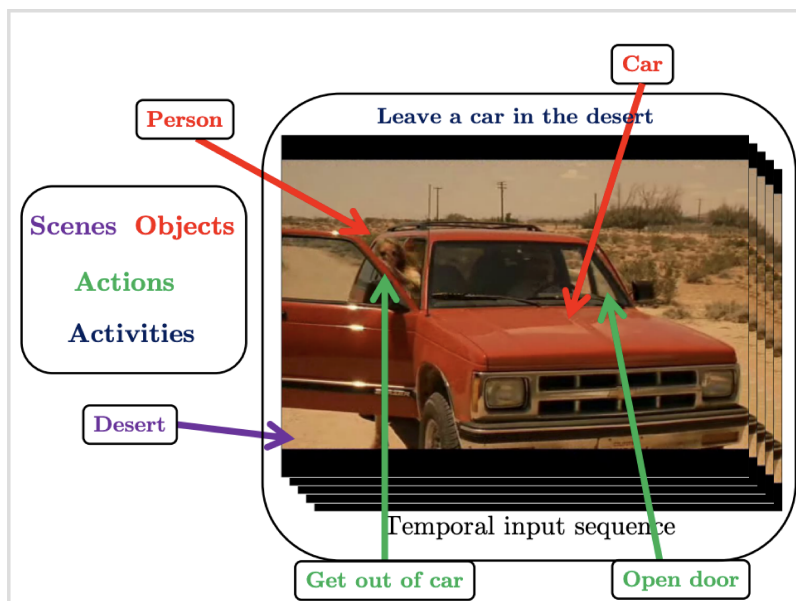 Car
Person
Leave a car in the desert
Scenes Objects
Actions
Activities
Desert
Temporal input sequence
Get out of car
Open door